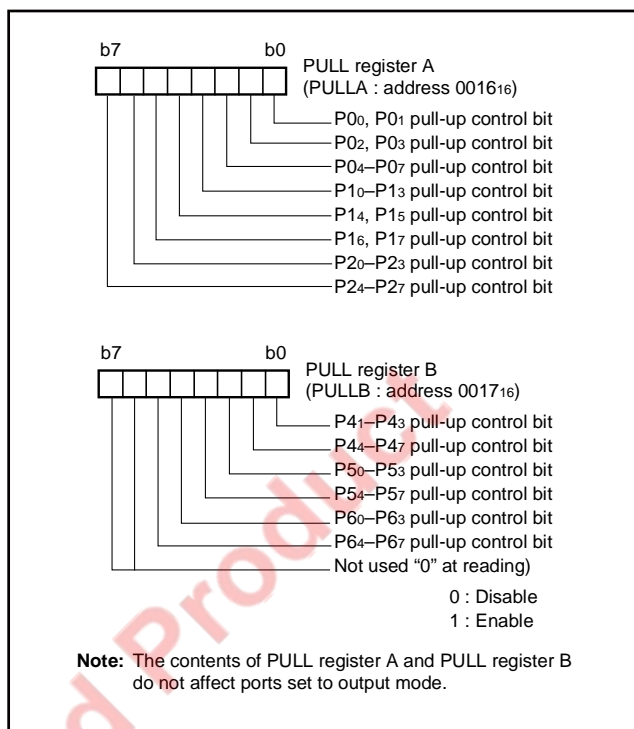 b7 b0
PULL register A
(PULLA : address 0016₁₆)
P0₀, P0₁ pull-up control bit
P0₂, P0₃ pull-up control bit
P0₄–P0₇ pull-up control bit
P1₀–P1₃ pull-up control bit
P1₄, P1₅ pull-up control bit
P1₆, P1₇ pull-up control bit
P2₀–P2₃ pull-up control bit
P2₄–P2₇ pull-up control bit
b7 b0
PULL register B
(PULLB : address 0017₁₆)
P4₁–P4₃ pull-up control bit
P4₄–P4₇ pull-up control bit
P5₀–P5₃ pull-up control bit
P5₄–P5₇ pull-up control bit
P6₀–P6₃ pull-up control bit
P6₄–P6₇ pull-up control bit
Not used “0” at reading)
0 : Disable
1 : Enable
Note: The contents of PULL register A and PULL register B
do not affect ports set to output mode.
Product